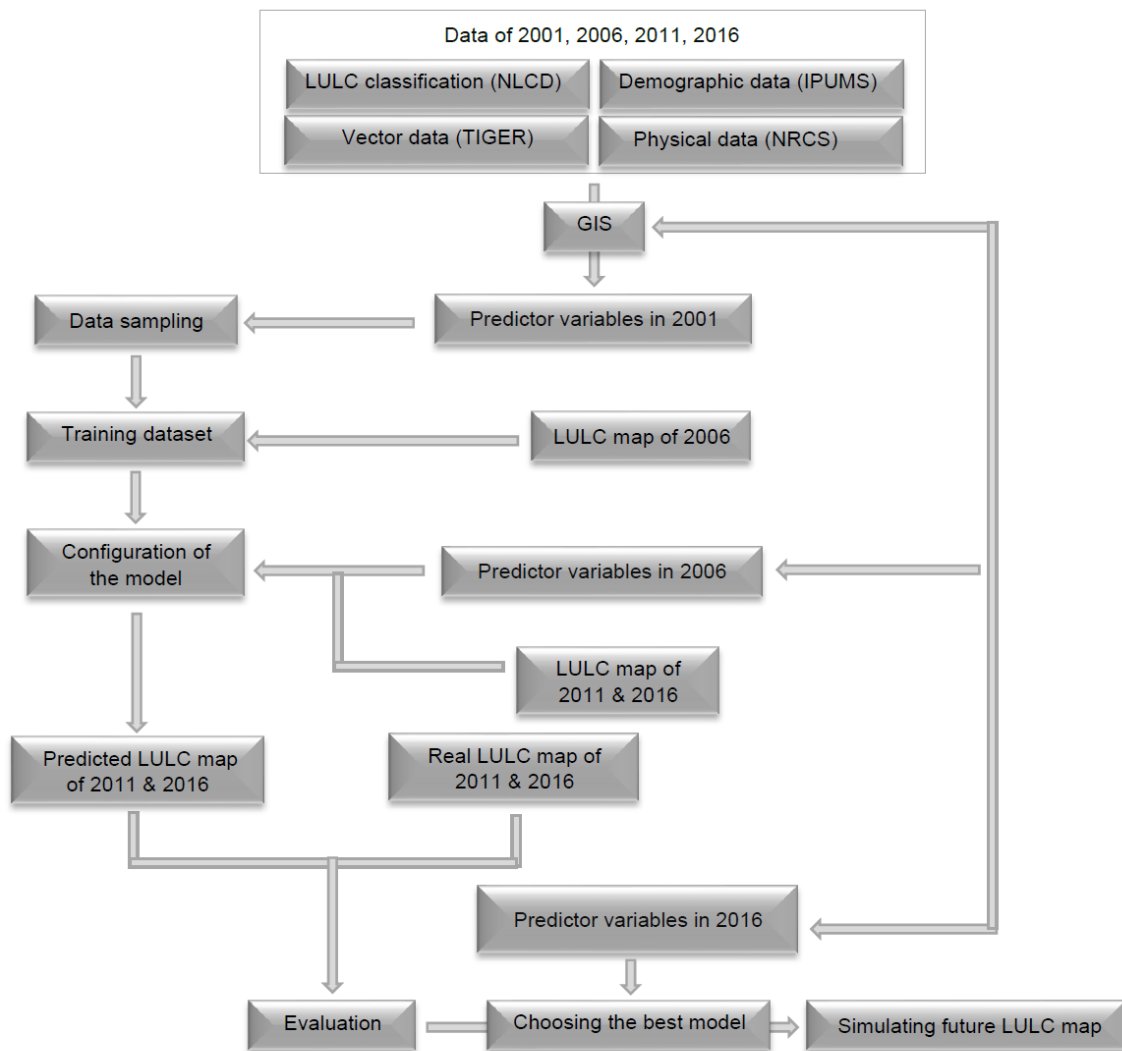 Data of 2001, 2006, 2011, 2016
LULC classification (NLCD)
Demographic data (IPUMS)
Vector data (TIGER)
Physical data (NRCS)
GIS
Data sampling
Predictor variables in 2001
Training dataset
LULC map of 2006
Configuration of
the model
Predictor variables in 2006
LULC map of
2011 & 2016
Predicted LULC map
of 2011 & 2016
Real LULC map of
2011 & 2016
Predictor variables in 2016
Evaluation
Choosing the best model
Simulating future LULC map